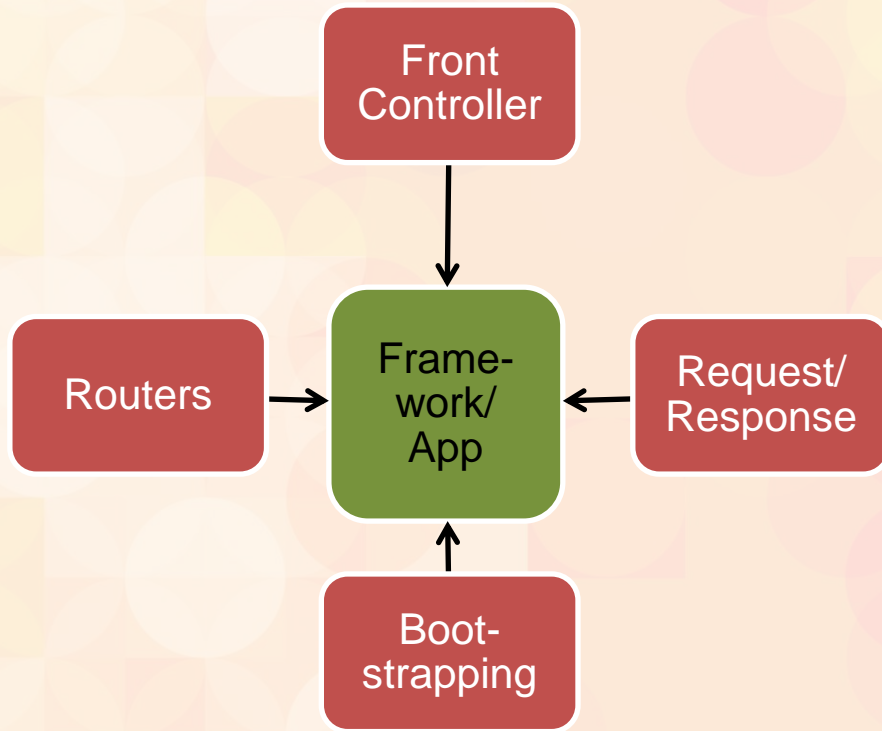 Front
Controller
Routers
Frame-
work/
App
Request/
Response
Boot-
strapping